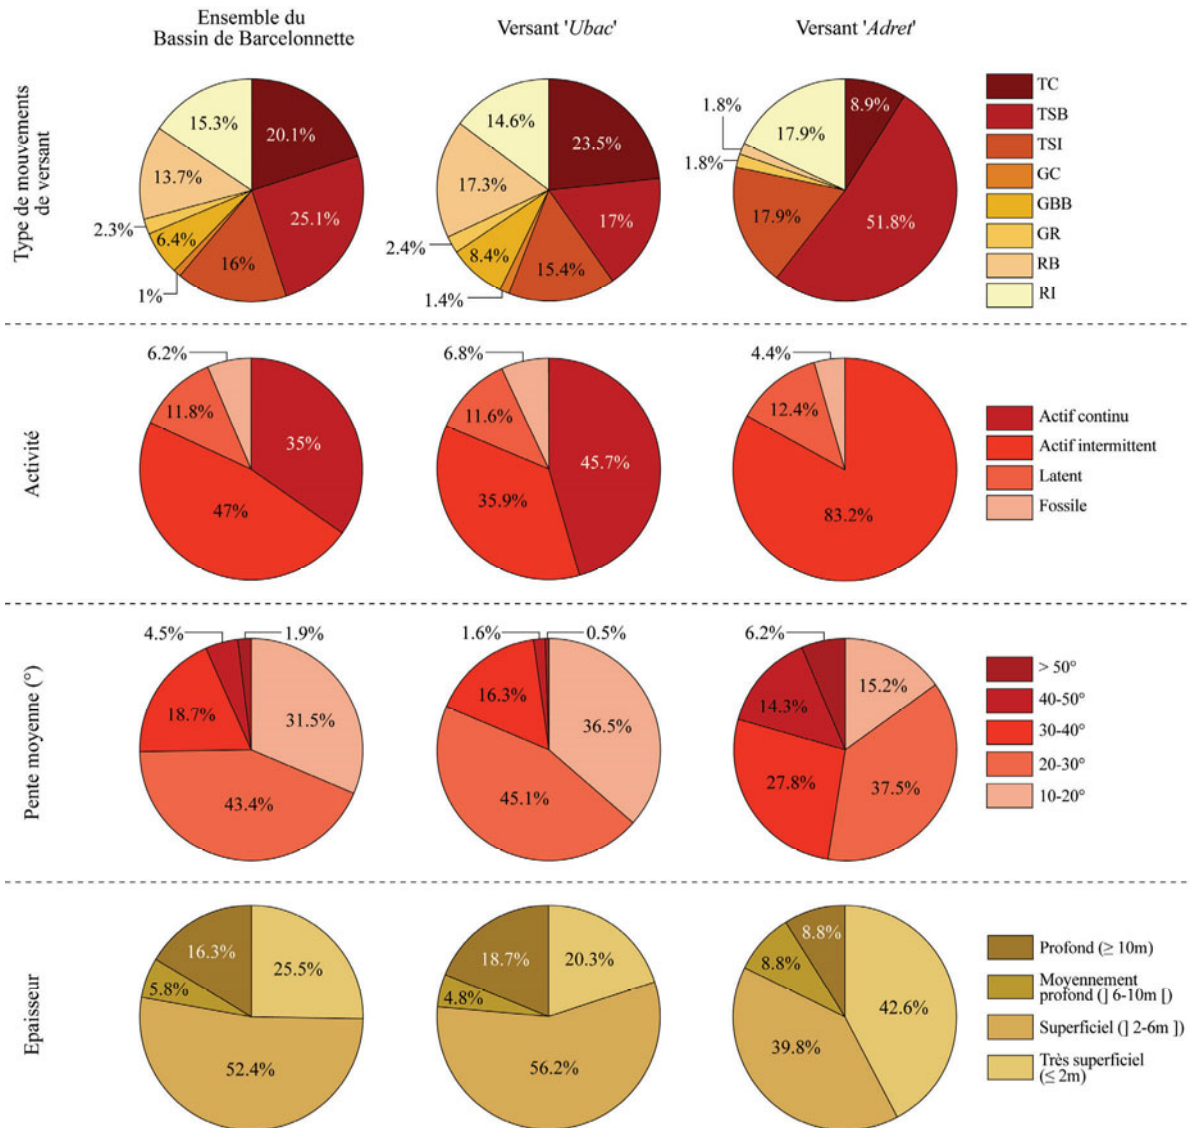 Ensemble du
Bassin de Barcelonnette
Versant 'Ubac'
Versant 'Adret'
Type de mouvements
de versant
15.3%
20.1%
13.7%
25.1%
2.3%
6.4%
16%
1%
14.6%
23.5%
17.3%
17%
2.4%
8.4%
15.4%
1.4%
1.8%
8.9%
17.9%
1.8%
17.9%
51.8%
TC
TSB
TSI
GC
GBB
GR
RB
RI
Activité
6.2%
11.8%
35%
47%
6.8%
11.6%
45.7%
35.9%
4.4%
12.4%
83.2%
Actif continu
Actif intermittent
Latent
Fossile
Pente moyenne (°)
4.5%
1.9%
18.7%
31.5%
43.4%
1.6%
0.5%
16.3%
36.5%
45.1%
6.2%
15.2%
14.3%
27.8%
37.5%
> 50°
40-50°
30-40°
20-30°
10-20°
Epaisseur
16.3%
25.5%
5.8%
52.4%
18.7%
20.3%
4.8%
56.2%
8.8%
8.8%
42.6%
39.8%
Profond (≥ 10m)
Moyennement
profond (] 6-10m [)
Superficiel (] 2-6m ])
Très superficiel
(≤ 2m)